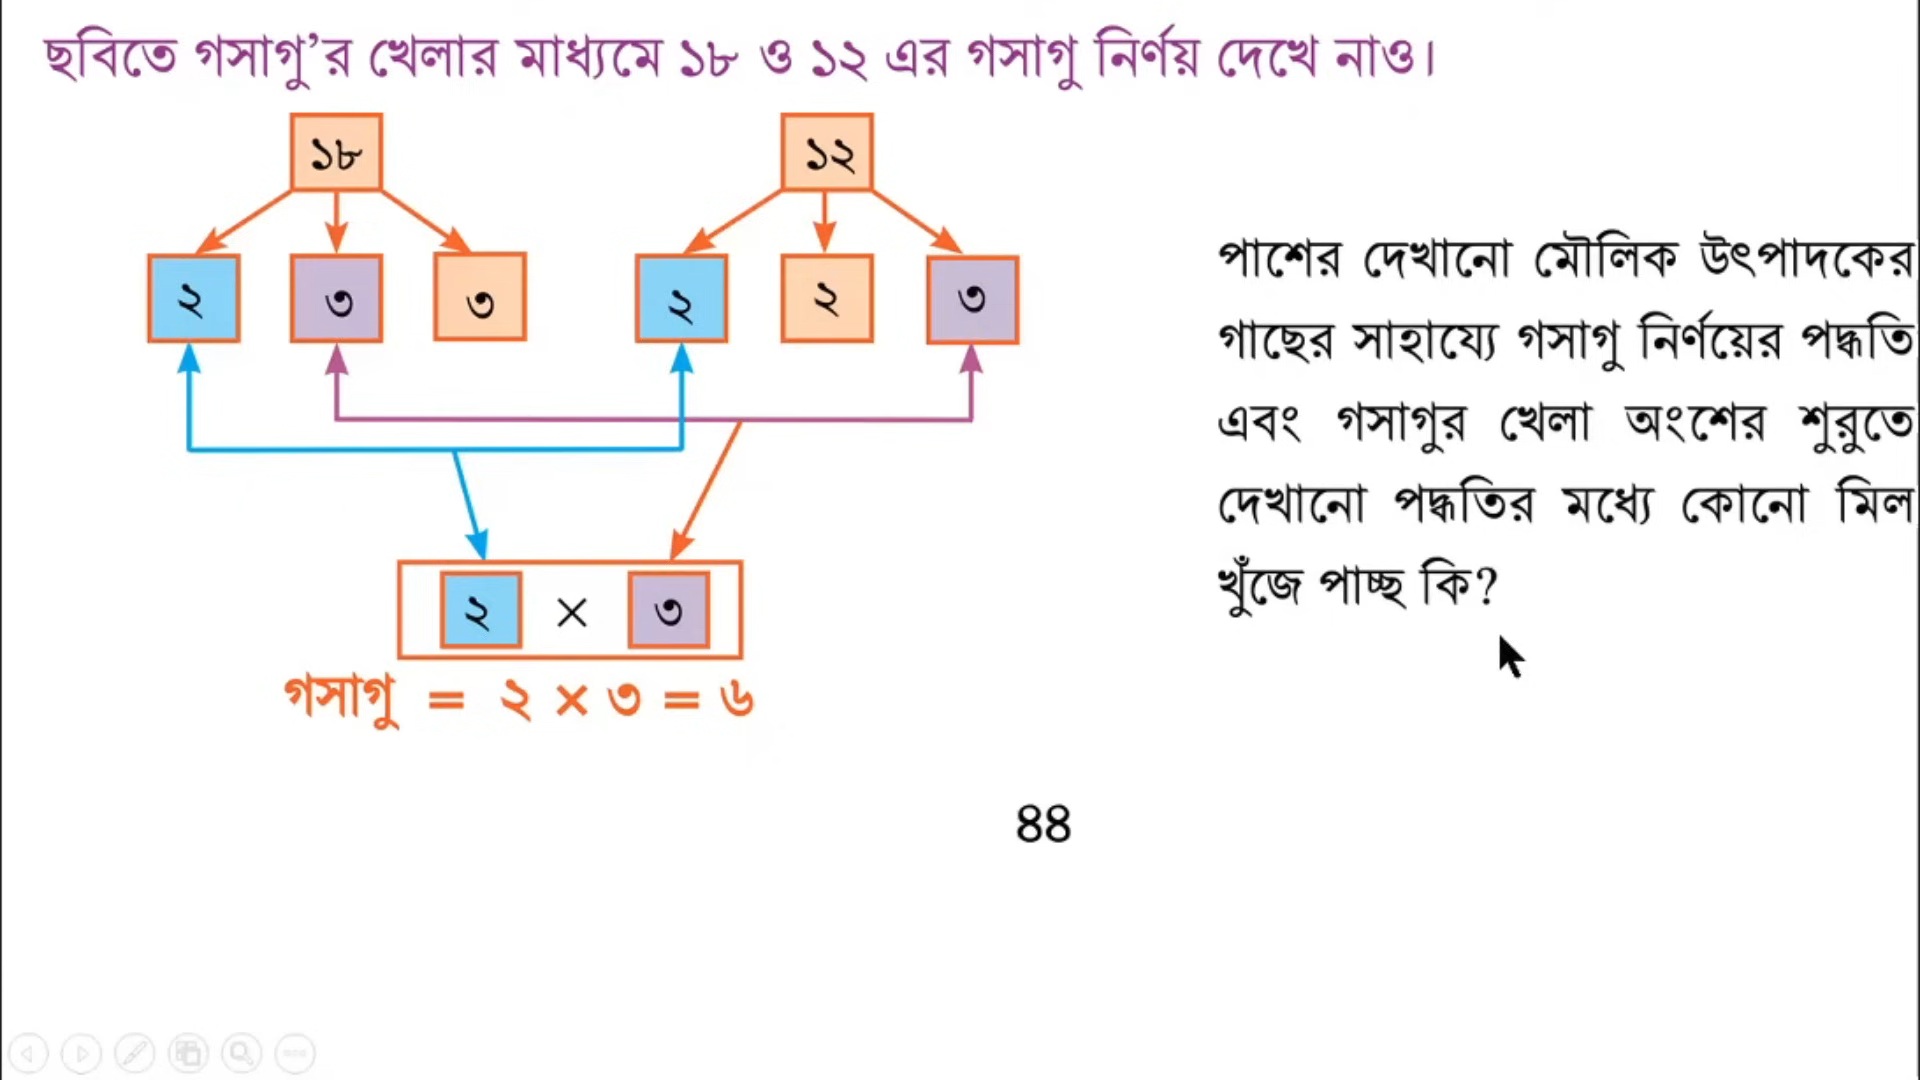 ছবিতে গসাগু’র খেলার মাধ্যমে ১৮ ও ১২ এর গসাগু নির্ণয় দেখে নাও।
১৮ ১২
২ ৩ ৩ ২ ২ ৩
পাশের দেখানো মৌলিক উৎপাদকের
গাছের সাহায্যে গসাগু নির্ণয়ের পদ্ধতি
এবং গসাগুর খেলা অংশের শুরুতে
দেখানো পদ্ধতির মধ্যে কোনো মিল
খুঁজে পাচ্ছ কি?
২ × ৩
গসাগু = ২ × ৩ = ৬
৪৪